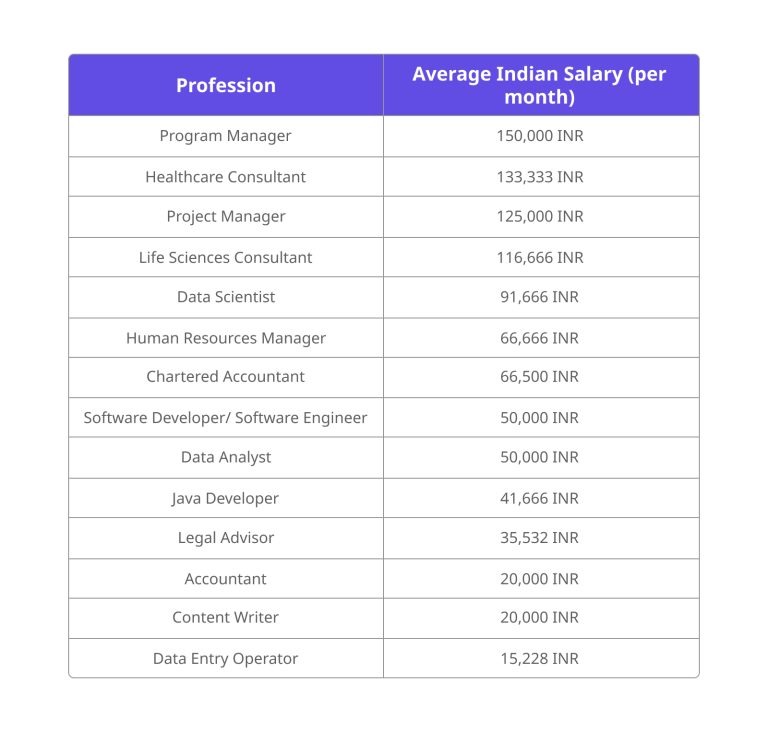 Profession
Average Indian Salary (per
month)
Program Manager
150,000 INR
Healthcare Consultant
133,333 INR
Project Manager
125,000 INR
Life Sciences Consultant
116,666 INR
Data Scientist
91,666 INR
Human Resources Manager
66,666 INR
Chartered Accountant
66,500 INR
Software Developer/ Software Engineer
50,000 INR
Data Analyst
50,000 INR
Java Developer
41,666 INR
Legal Advisor
35,532 INR
Accountant
20,000 INR
Content Writer
20,000 INR
Data Entry Operator
15,228 INR